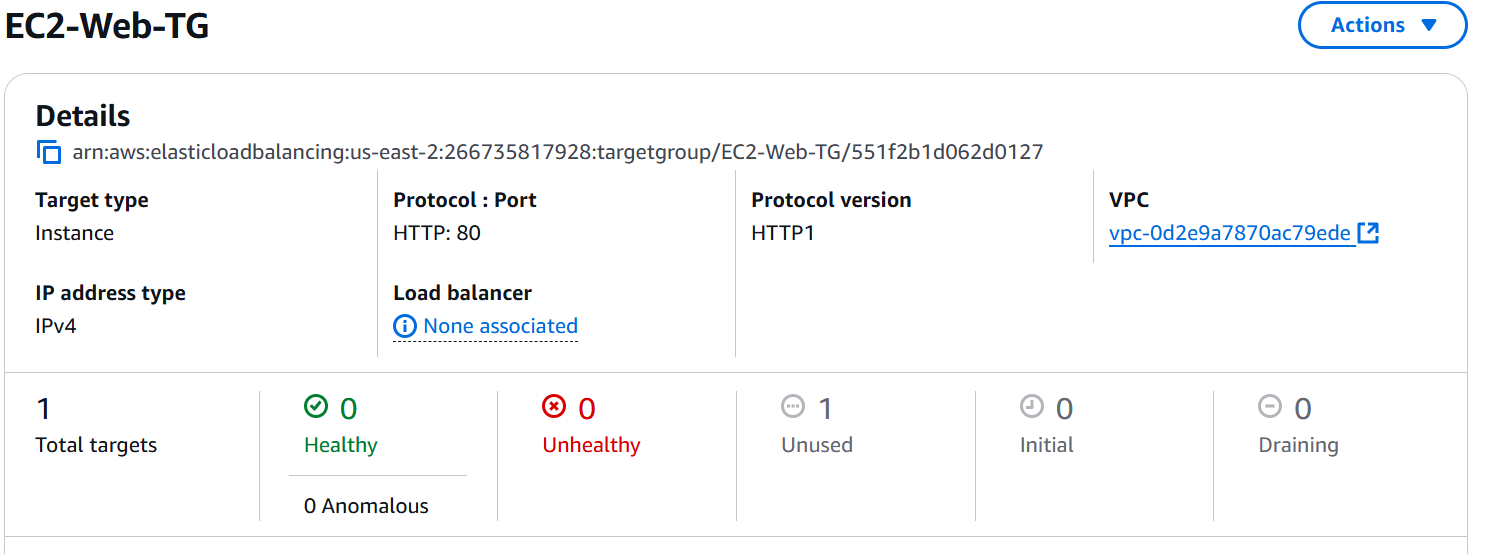 EC2-Web-TG
Actions
Details
arn:aws:elasticloadbalancing:us-east-2:266735817928:targetgroup/EC2-Web-TG/551f2b1d062d0127
Target type
Instance
Protocol : Port
HTTP: 80
Protocol version
HTTP1
VPC
vpc-0d2e9a7870ac79ede
IP address type
IPv4
Load balancer
None associated
1
Total targets
0
Healthy
0 Anomalous
0
Unhealthy
1
Unused
0
Initial
0
Draining